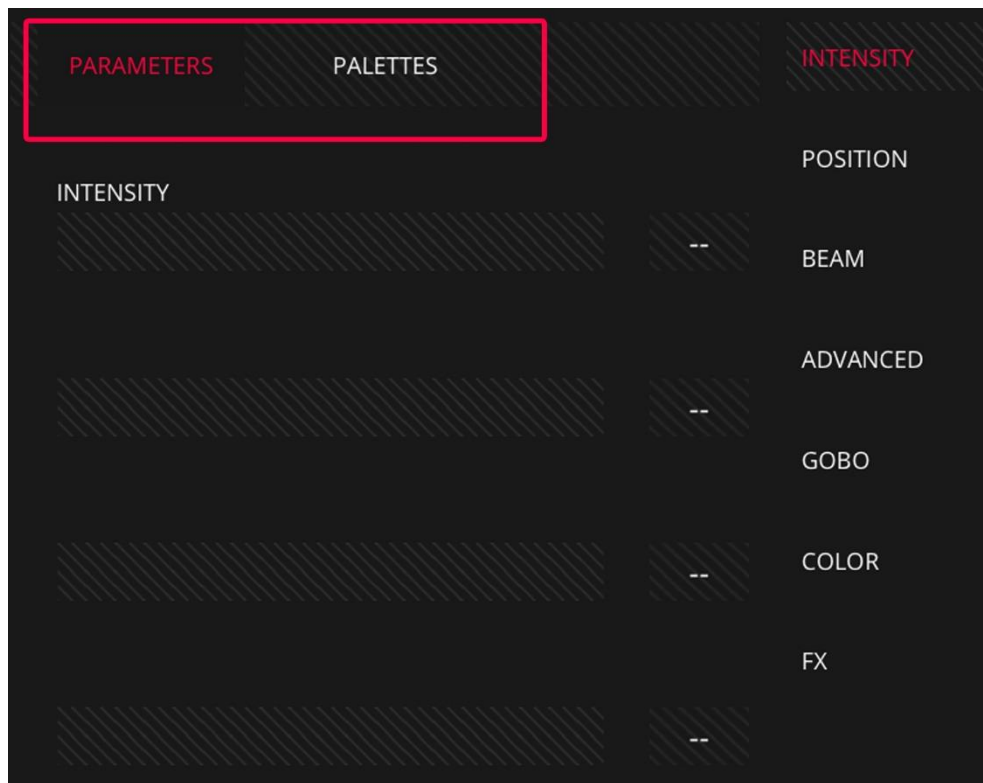 PARAMETERS PALETTES
INTENSITY
--
--
--
--
INTENSITY
POSITION
BEAM
ADVANCED
GOBO
COLOR
FX